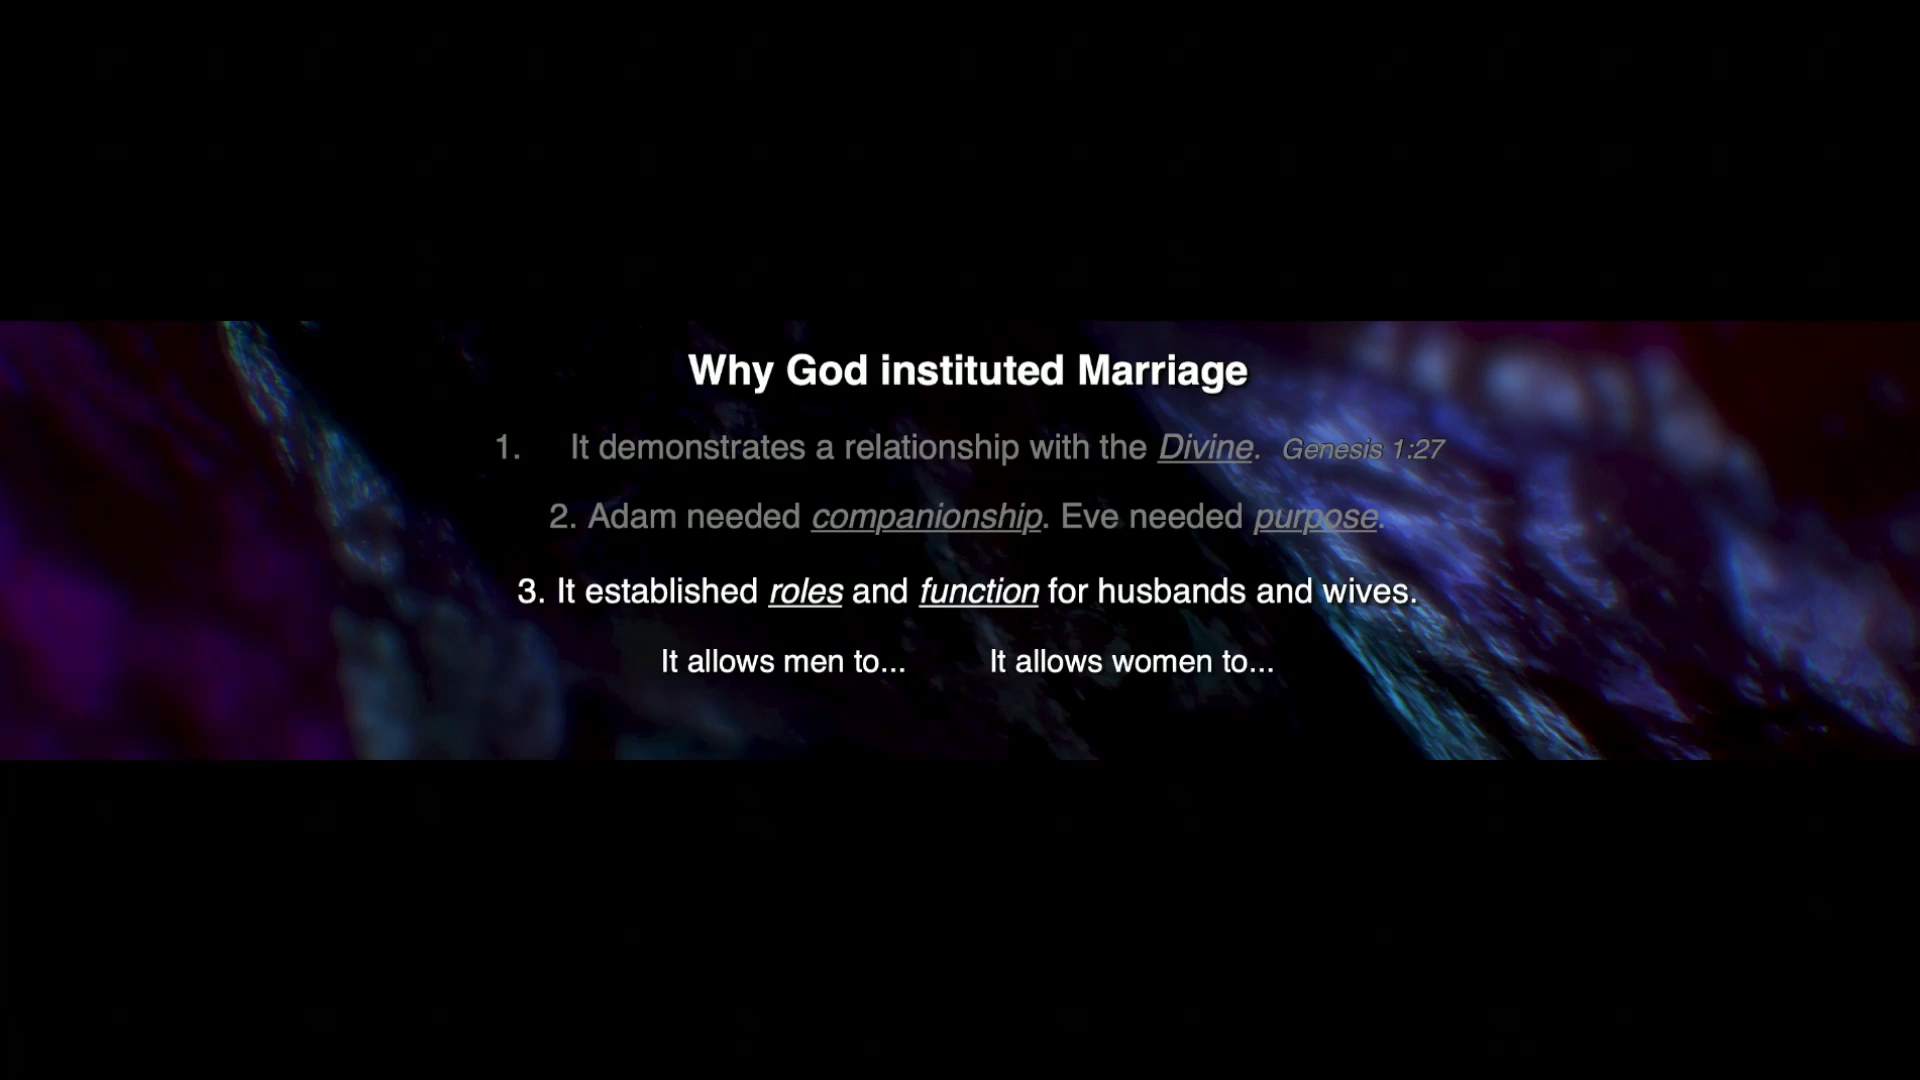 Why God instituted Marriage
1. It demonstrates a relationship with the Divine. Genesis 1:27
2. Adam needed companionship. Eve needed purpose.
3. It established roles and function for husbands and wives.
It allows men to... It allows women to...